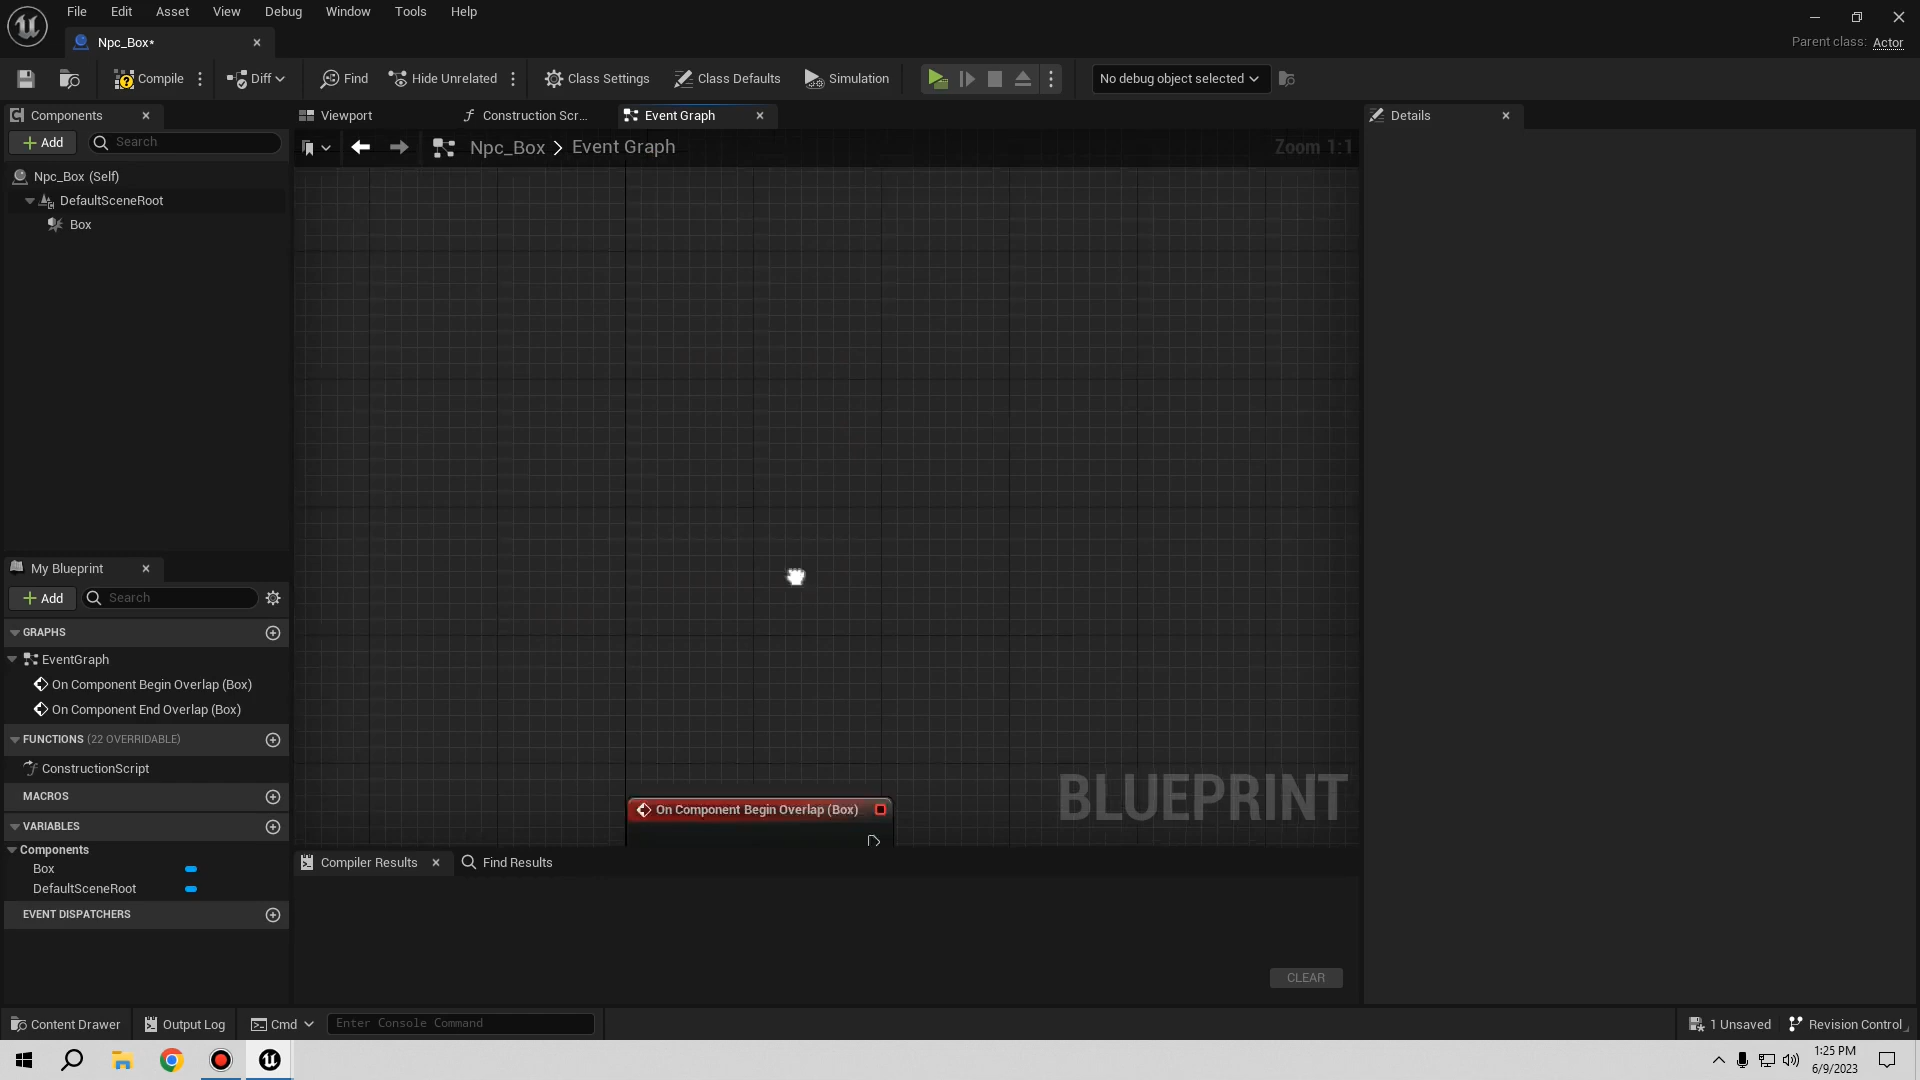 File Edit Asset View Debug Window Tools Help
Npc_Box*
Parent class: Actor
Compile Diff Find Hide Unrelated Class Settings Class Defaults Simulation No debug object selected
Components Viewport Construction Scr... Event Graph Details
Add Search
Npc_Box > Event Graph Zoom 1:1
Npc_Box (Self)
DefaultSceneRoot
Box
My Blueprint
Add Search
GRAPHS
EventGraph
On Component Begin Overlap (Box)
On Component End Overlap (Box)
FUNCTIONS (22 OVERRIDABLE)
ConstructionScript
MACROS
VARIABLES
Components
Box
DefaultSceneRoot
EVENT DISPATCHERS
BLUEPRINT
On Component Begin Overlap (Box)
Compiler Results Find Results
CLEAR
Content Drawer Output Log Cmd Enter Console Command 1 Unsaved Revision Control
1:25 PM
6/9/2023